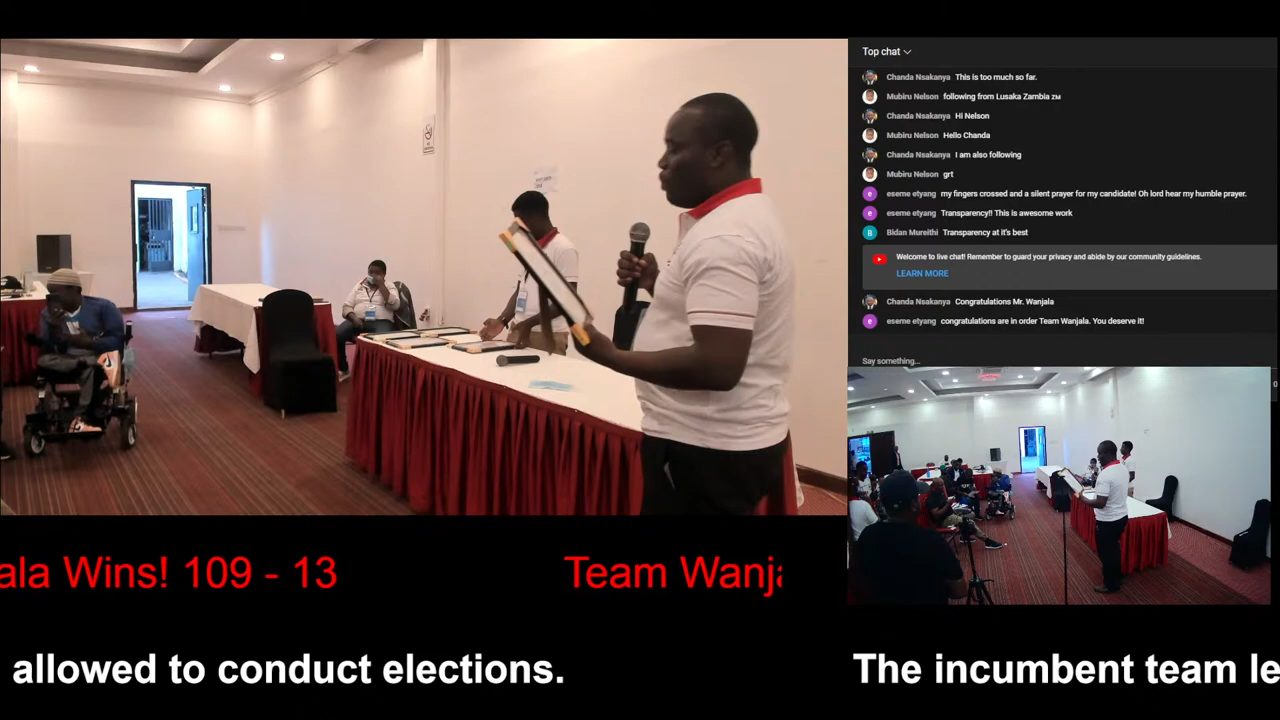 Top chat
Chanda Nsakanya This is too much so far.
Mubiru Nelson following from Lusaka Zambia ZM
Chanda Nsakanya Hi Nelson
Mubiru Nelson Hello Chanda
Chanda Nsakanya I am also following
Mubiru Nelson grt
e eseme etyang my fingers crossed and a silent prayer for my candidate! Oh lord hear my humble prayer.
e eseme etyang Transparency!! This is awesome work
B Bidan Mureithi Transparency at it's best
Welcome to live chat! Remember to guard your privacy and abide by our community guidelines.
LEARN MORE
Chanda Nsakanya Congratulations Mr. Wanjala
e eseme etyang congratulations are in order Team Wanjala. You deserve it!
Say something...
0
ala Wins! 109 - 13 Team Wanja
allowed to conduct elections. The incumbent team le